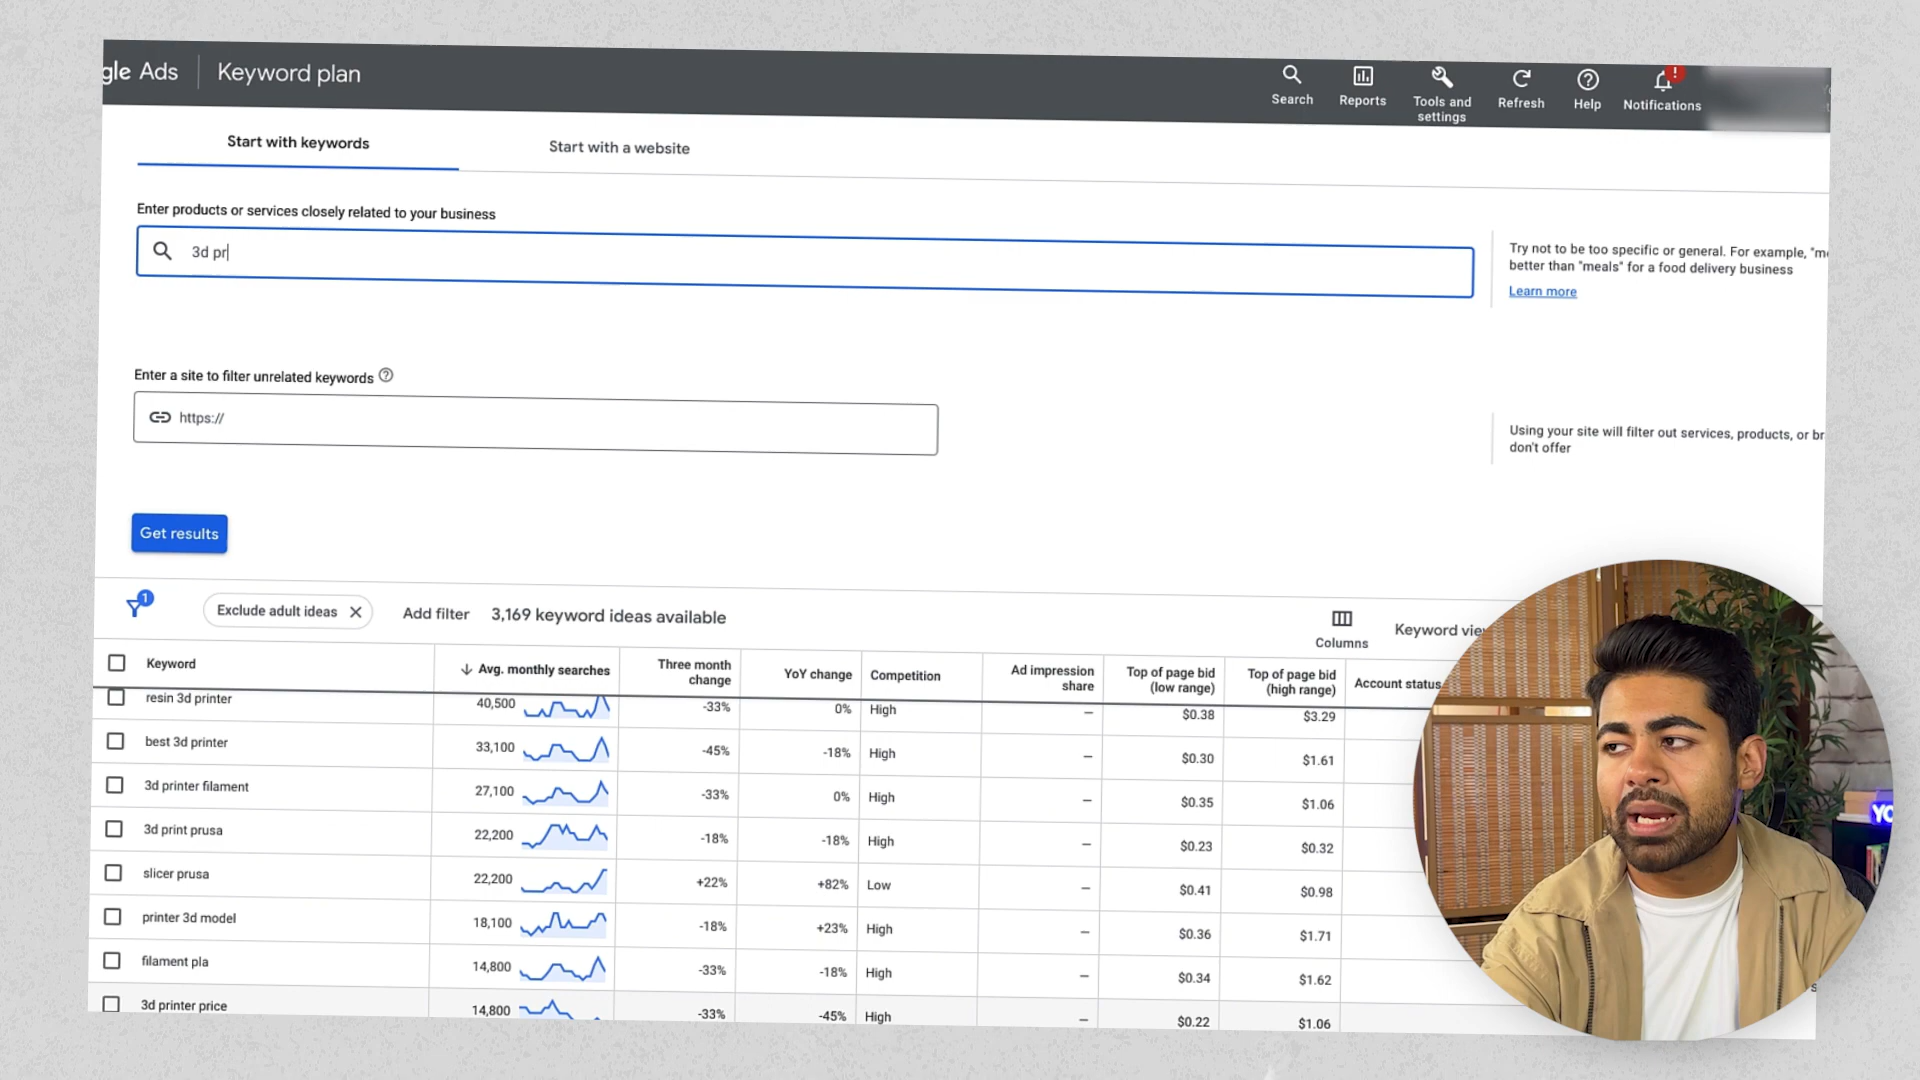 gle Ads
Keyword plan
Search
Reports
Tools and settings
Refresh
Help
!
Notifications
Start with keywords
Start with a website
Enter products or services closely related to your business
3d pr
Try not to be too specific or general. For example,
better than "meals" for a food delivery business
Learn more
Enter a site to filter unrelated keywords
https://
Using your site will filter out services, products, or
don't offer
Get results
1
Exclude adult ideas
Add filter
3,169 keyword ideas available
Columns
Keyword
Keyword Avg. monthly searches Three month change YoY change Competition Ad impression share Top of page bid (low range) Top of page bid (high range) Account status
resin 3d printer 40,500 -33% 0% High – $0.38 $3.29
best 3d printer 33,100 -45% -18% High – $0.30 $1.61
3d printer filament 27,100 -33% 0% High – $0.35 $1.06
3d print prusa 22,200 -18% -18% High – $0.23 $0.32
slicer prusa 22,200 +22% +82% Low – $0.41 $0.98
printer 3d model 18,100 -18% +23% High – $0.36 $1.71
filament pla 14,800 -33% -18% High – $0.34 $1.62
3d printer price 14,800 -33% -45% High – $0.22 $1.06